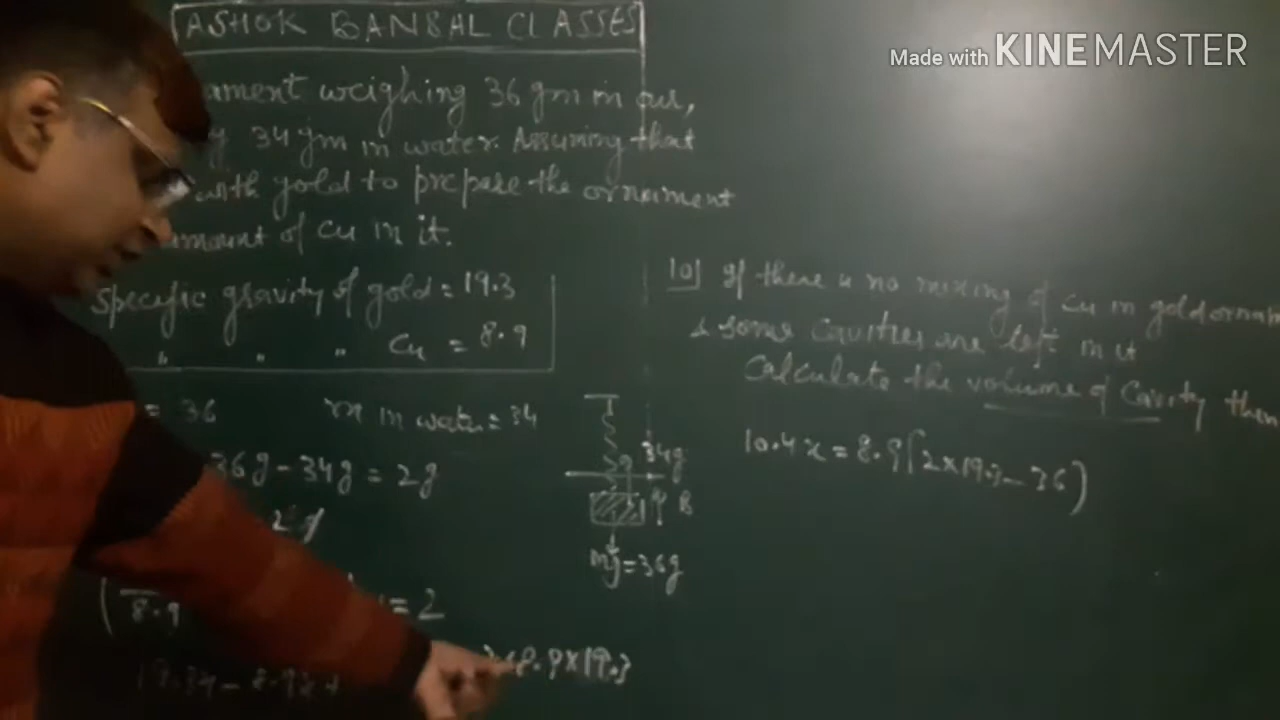 ASHOK BANSAL CLASSES
Made with KINEMASTER
ament weighing 36 gm in air,
34 gm in water. Assuming that
with gold to prepare the ornament
amount of Cu in it.
Specific gravity of gold = 19.3
" " " Cu = 8.9
= 36 in water = 34
36g - 34g = 2g
8.9 = 2
19.3x - 8.9x +
8.9 × 19.3
34g
B
mg = 36g
10] If there is no mixing of Cu in gold ornam
& some cavities are left in it
Calculate the volume of Cavity then
10.4x = 8.9(2×19.3 - 36)